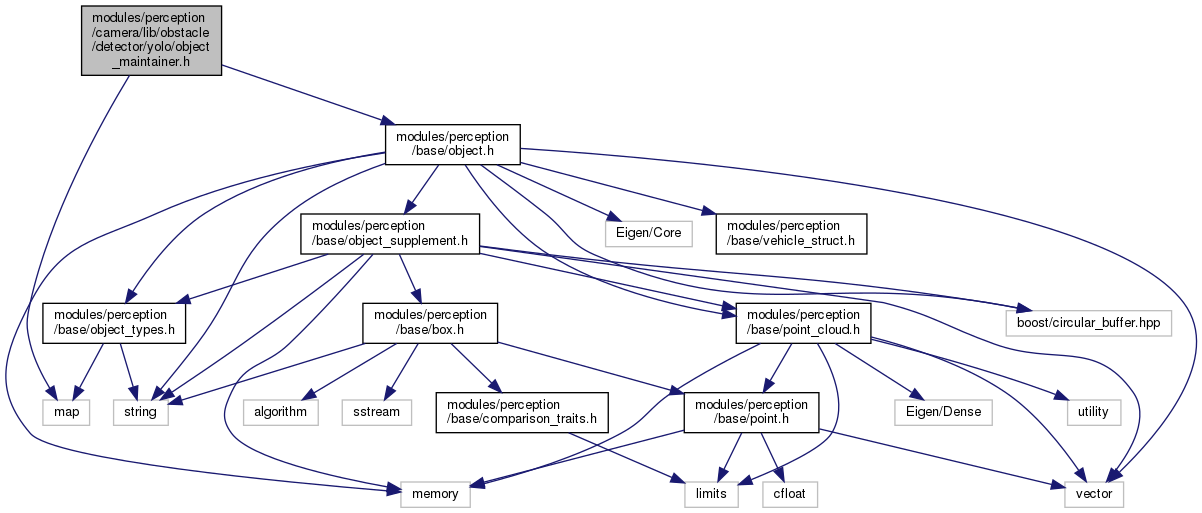 modules/perception
/camera/lib/obstacle
/detector/yolo/object
_maintainer.h
modules/perception
/base/object.h
modules/perception
/base/object_supplement.h
Eigen/Core
modules/perception
/base/vehicle_struct.h
modules/perception
/base/object_types.h
modules/perception
/base/box.h
modules/perception
/base/point_cloud.h
boost/circular_buffer.hpp
map
string
algorithm
sstream
modules/perception
/base/comparison_traits.h
modules/perception
/base/point.h
Eigen/Dense
utility
memory
limits
cfloat
vector